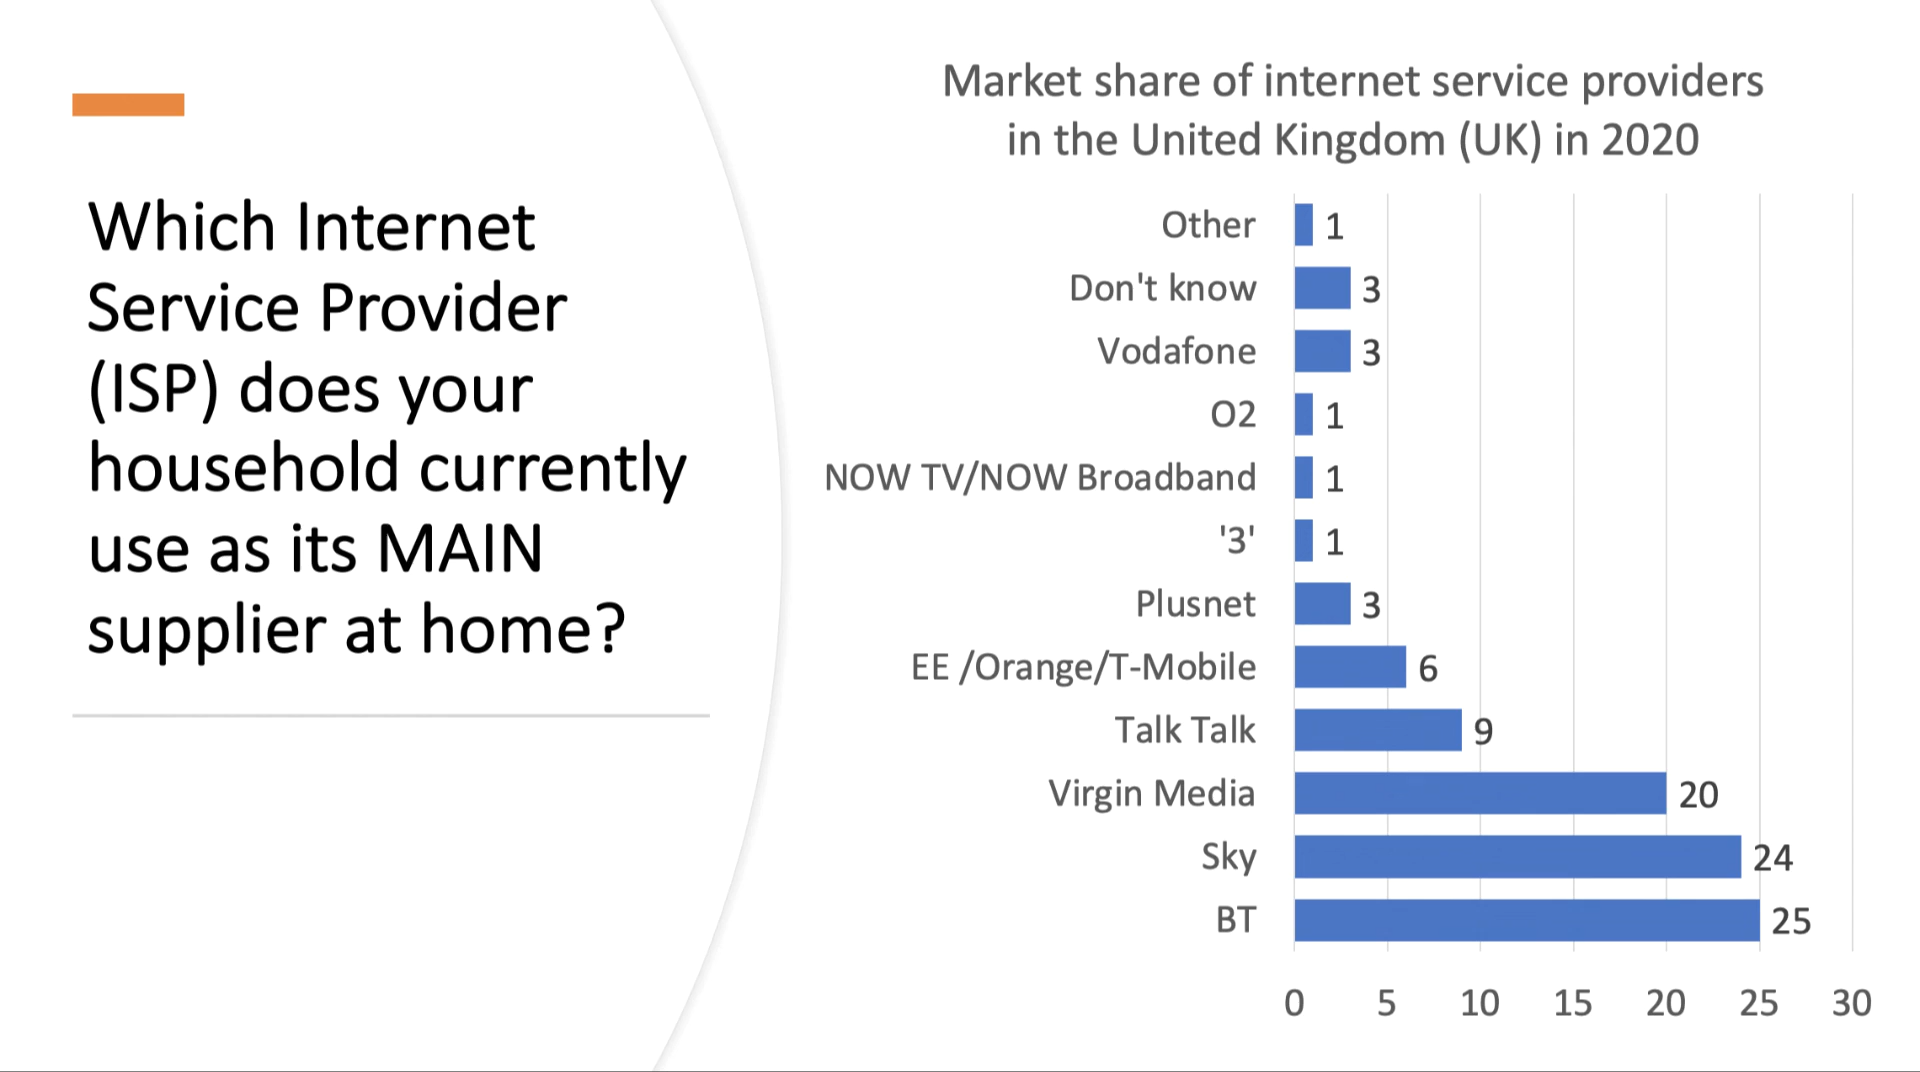 Which Internet
Service Provider
(ISP) does your
household currently
use as its MAIN
supplier at home?
Market share of internet service providers
in the United Kingdom (UK) in 2020
Other 1
Don't know 3
Vodafone 3
O2 1
NOW TV/NOW Broadband 1
'3' 1
Plusnet 3
EE /Orange/T-Mobile 6
Talk Talk 9
Virgin Media 20
Sky 24
BT 25
0 5 10 15 20 25 30